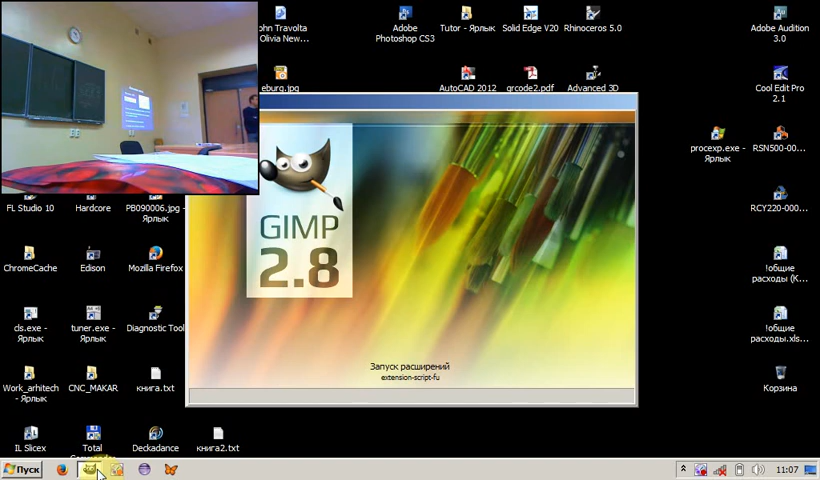 ohn Travolta
Olivia New...
Adobe
Photoshop CS3
Tutor - Ярлык
Solid Edge V20
Rhinoceros 5.0
Adobe Audition
3.0
eburg.jpg
AutoCAD 2012
qrcode2.pdf
Advanced 3D
Cool Edit Pro
2.1
procexp.exe -
Ярлык
RSN500-00...
GIMP
2.8
FL Studio 10
Hardcore
PB090006.jpg -
Ярлык
RCY220-000...
ChromeCache
Edison
Mozilla Firefox
!общие
расходы (К...
cls.exe -
Ярлык
tuner.exe -
Ярлык
Diagnostic Tool
!общие
расходы.xls...
Запуск расширений
extension-script-fu
Work_arhitech
- Ярлык
CNC_MAKAR
книга.txt
Корзина
IL Slicex
Total
Deckadance
книга2.txt
Пуск
11:07